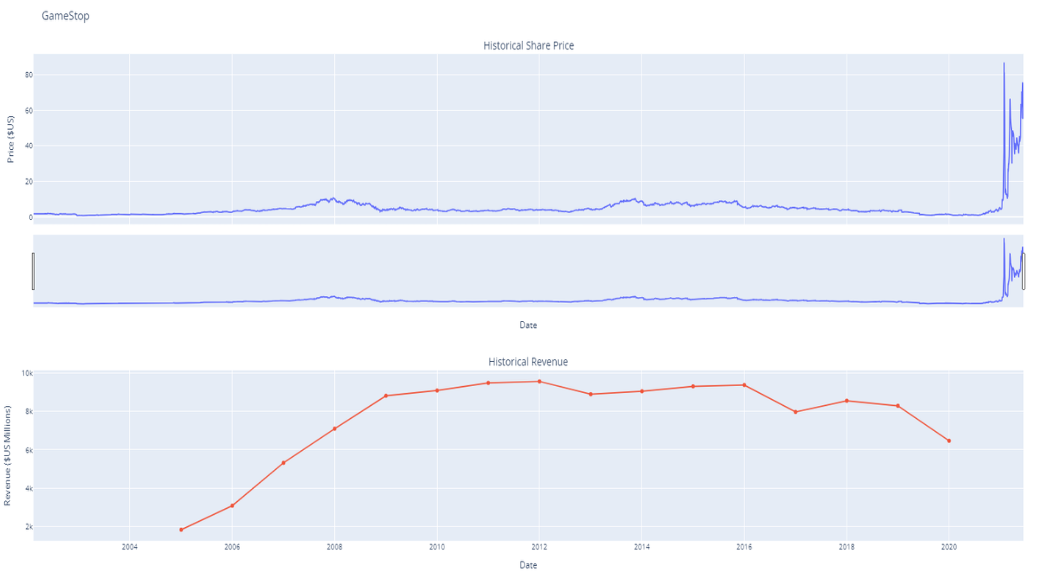 GameStop
Historical Share Price
Price ($US)
80
60
40
20
0
Date
Historical Revenue
Revenue ($US Millions)
10k
8k
6k
4k
2k
2004 2006 2008 2010 2012 2014 2016 2018 2020
Date